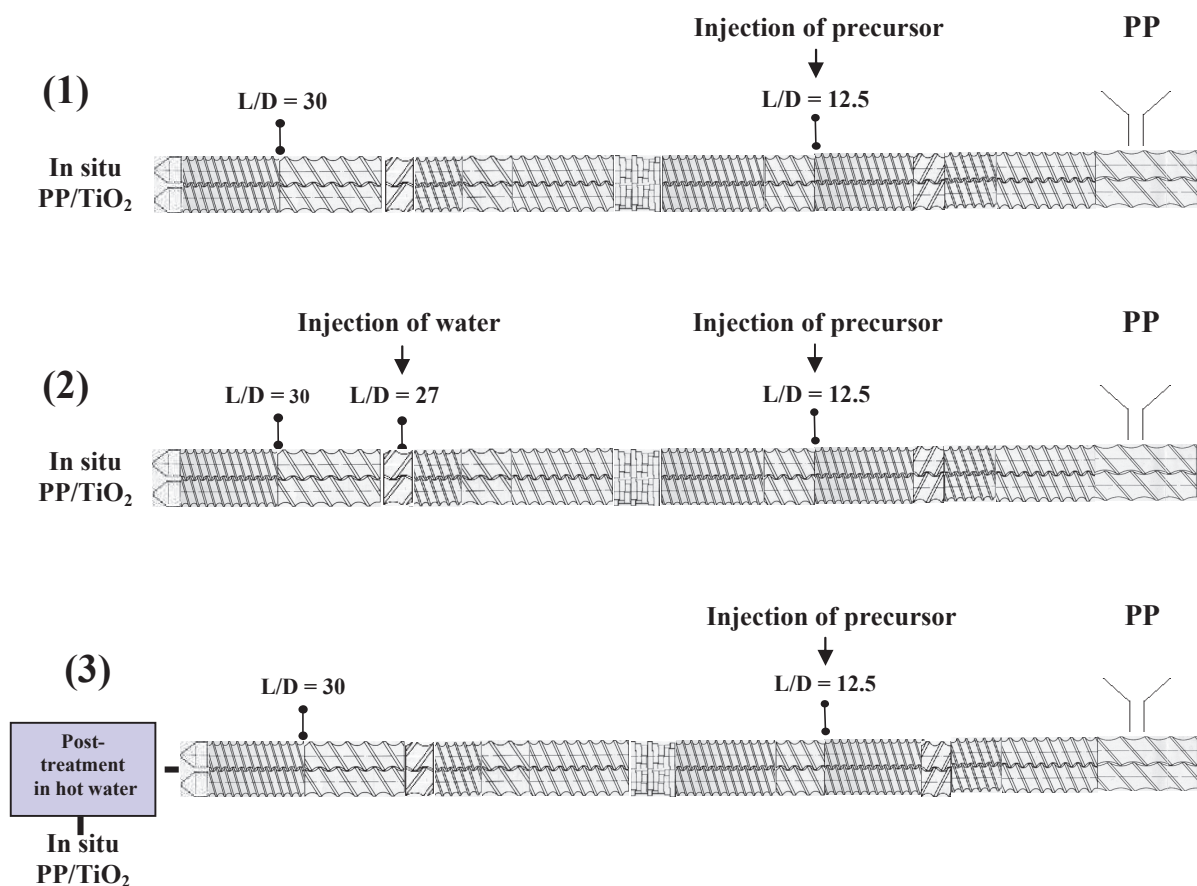 Injection of precursor
PP
(1)
L/D = 30
L/D = 12.5
In situ
PP/TiO₂
Injection of water
Injection of precursor
PP
(2)
L/D = 30
L/D = 27
L/D = 12.5
In situ
PP/TiO₂
Injection of precursor
PP
(3)
L/D = 30
L/D = 12.5
Post-
treatment
in hot water
In situ
PP/TiO₂